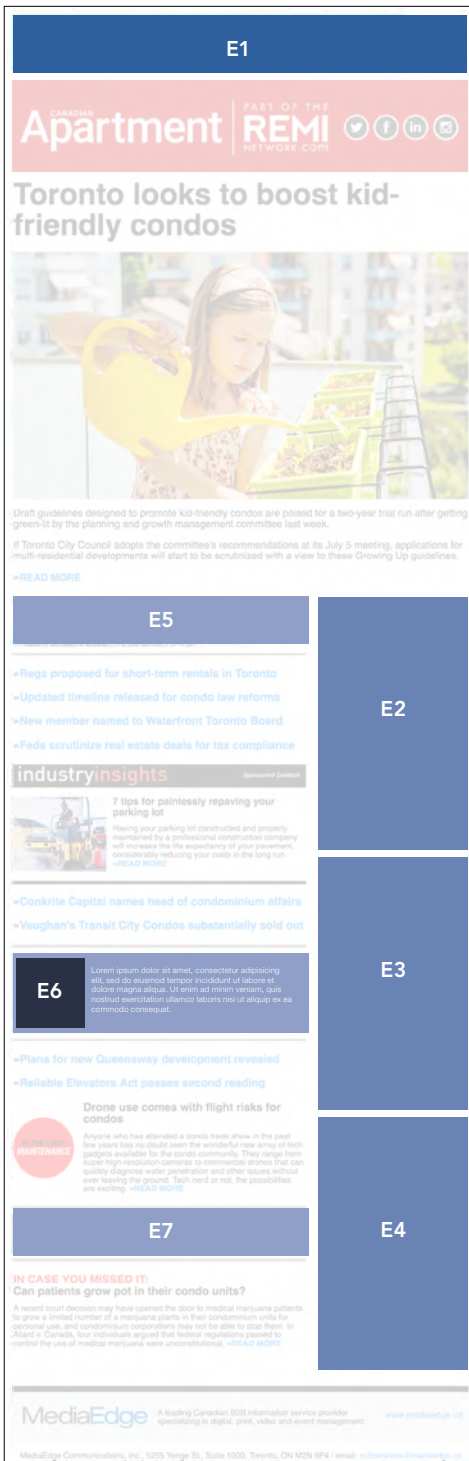 E1
CANADIAN
Apartment
PART OF THE
REMI
NETWORK.COM
Toronto looks to boost kid-
friendly condos
Draft guidelines designed to promote kid-friendly condos are poised for a two-year trial run after getting
green-lit by the planning and growth management committee last week.
If Toronto City Council adopts the committee's recommendations at its July 5 meeting, applications for
multi-residential developments will start to be scrutinized with a view to these Growing Up guidelines.
»READ MORE
E5
»Regs proposed for short-term rentals in Toronto
»Updated timeline released for condo law reforms
»New member named to Waterfront Toronto Board
»Feds scrutinize real estate deals for tax compliance
E2
industryinsights
Sponsored Content
7 tips for painlessly repaving your
parking lot
Having your parking lot constructed and properly
maintained by a professional construction company
will increase the life expectancy of your pavement,
considerably reducing your costs in the long run.
»READ MORE
»Conkrite Capital names head of condominium affairs
»Vaughan's Transit City Condos substantially sold out
E3
E6
Lorem ipsum dolor sit amet, consectetur adipisicing
elit, sed do eiusmod tempor incididunt ut labore et
dolore magna aliqua. Ut enim ad minim veniam, quis
nostrud exercitation ullamco laboris nisi ut aliquip ex ea
commodo consequat.
»Plans for new Queensway development revealed
»Reliable Elevators Act passes second reading
Drone use comes with flight risks for
condos
MAINTENANCE
Anyone who has attended a condo trade show in the past
few years has no doubt seen the wonderful new array of tech
gadgets available for the condo community. They range from
super high-resolution cameras to commercial drones that can
quickly diagnose water penetration and other issues without
ever leaving the ground. Tech nerd or not, the possibilities
are exciting. »READ MORE
E7
E4
IN CASE YOU MISSED IT:
Can patients grow pot in their condo units?
A recent court decision may have opened the door to medical marijuana patients
to grow a limited number of a marijuana plants in their condominium units for
personal use, and condominium corporations may not be able to stop them. In
Allard v. Canada, four individuals argued that federal regulations passed to
control the use of medical marijuana were unconstitutional. »READ MORE
MediaEdge
A leading Canadian B2B information service provider
specializing in digital, print, video and event management.
www.mediaedge.ca
MediaEdge Communications, Inc., 5255 Yonge St., Suite 1000, Toronto, ON M2N 6P4 / email: